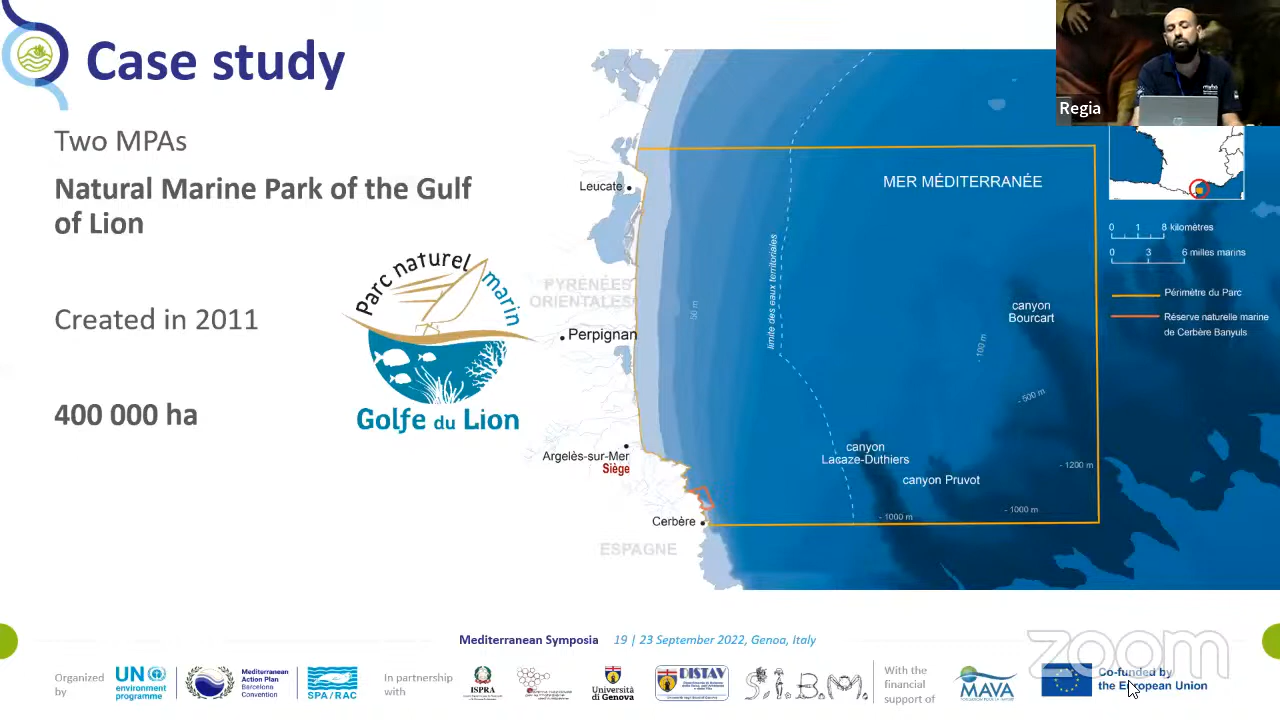 Case study
Two MPAs
Natural Marine Park of the Gulf
of Lion
Created in 2011
400 000 ha
Parc naturel marin
Golfe du Lion
Leucate
PYRÉNÉES
ORIENTALES
Perpignan
Argelès-sur-Mer
Siège
Cerbère
ESPAGNE
50 m
limite des eaux territoriales
MER MÉDITERRANÉE
canyon
Bourcart
- 100 m
- 500 m
canyon
Lacaze-Duthiers
canyon Pruvot
- 1200 m
- 1000 m
- 1000 m
Regia
0 1 8 kilomètres
0 3 6 milles marins
Périmètre du Parc
Réserve naturelle marine
de Cerbère Banyuls
Mediterranean Symposia 19 | 23 September 2022, Genoa, Italy
zoom
Organized
by
UN
environment
programme
Mediterranean
Action Plan
Barcelona
Convention
SPA/RAC
In partnership
with
ISPRA
Università
di Genova
DISTAV
S.I.B.M.
With the
financial
support of
MAVA
Co-funded by
the European Union